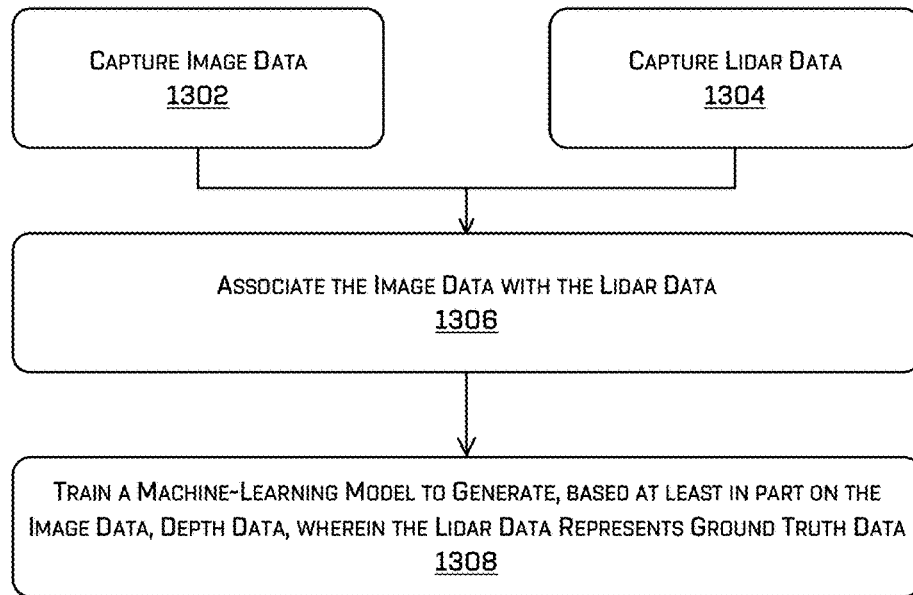 Capture Image Data
1302
Capture Lidar Data
1304
Associate the Image Data with the Lidar Data
1306
Train a Machine-Learning Model to Generate, based at least in part on the
Image Data, Depth Data, wherein the Lidar Data Represents Ground Truth Data
1308